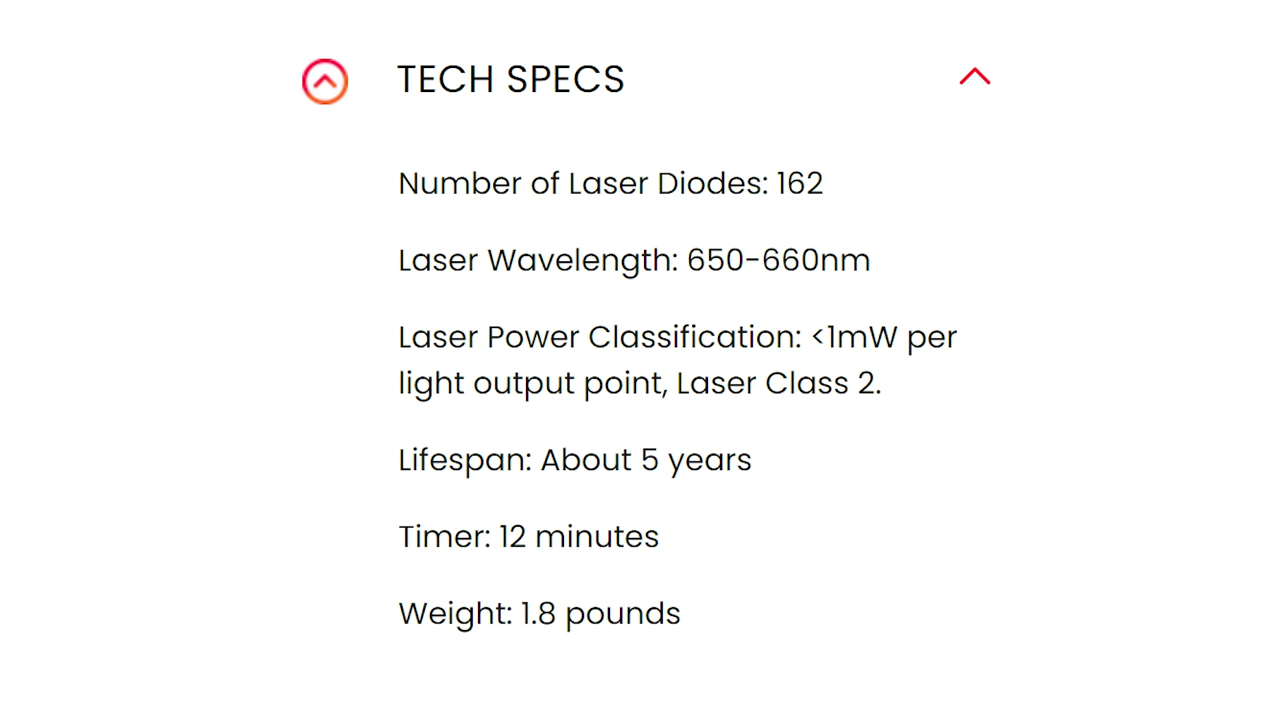 TECH SPECS
Number of Laser Diodes: 162
Laser Wavelength: 650-660nm
Laser Power Classification: <1mW per
light output point, Laser Class 2.
Lifespan: About 5 years
Timer: 12 minutes
Weight: 1.8 pounds